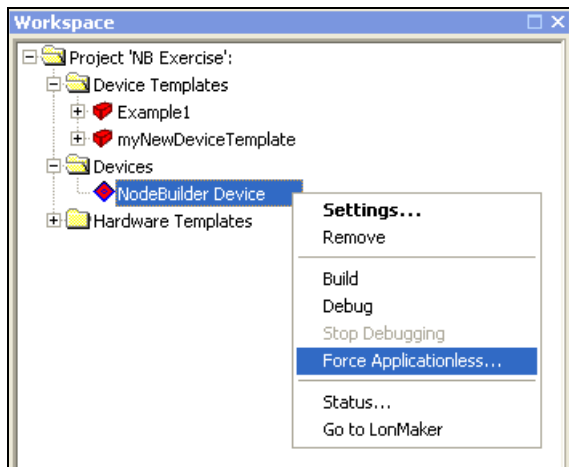 Workspace
Project 'NB Exercise':
Device Templates
Example1
myNewDeviceTemplate
Devices
NodeBuilder Device
Hardware Templates
Settings...
Remove
Build
Debug
Stop Debugging
Force Applicationless...
Status...
Go to LonMaker